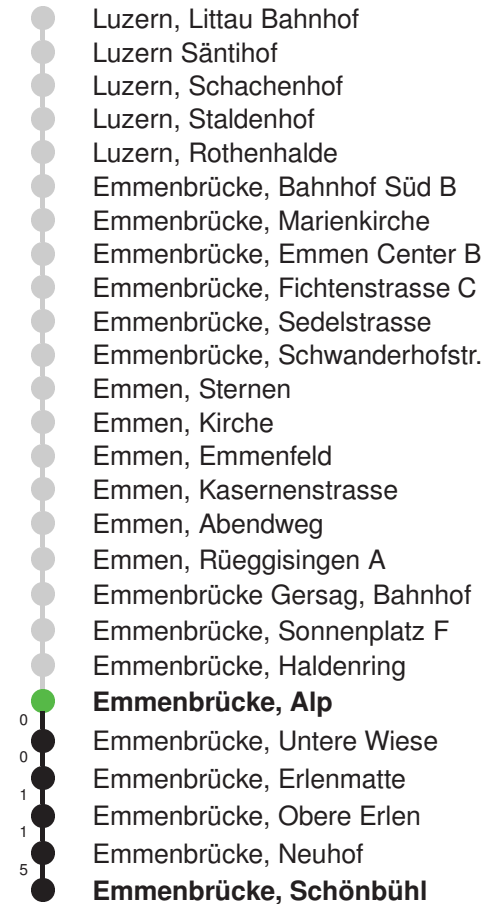 Luzern, Littau Bahnhof
Luzern Säntihof
Luzern, Schachenhof
Luzern, Staldenhof
Luzern, Rothenhalde
Emmenbrücke, Bahnhof Süd B
Emmenbrücke, Marienkirche
Emmenbrücke, Emmen Center B
Emmenbrücke, Fichtenstrasse C
Emmenbrücke, Sedelstrasse
Emmenbrücke, Schwanderhofstr.
Emmen, Sternen
Emmen, Kirche
Emmen, Emmenfeld
Emmen, Kasernenstrasse
Emmen, Abendweg
Emmen, Rüeggisingen A
Emmenbrücke Gersag, Bahnhof
Emmenbrücke, Sonnenplatz F
Emmenbrücke, Haldenring
Emmenbrücke, Alp
0
Emmenbrücke, Untere Wiese
0
Emmenbrücke, Erlenmatte
1
Emmenbrücke, Obere Erlen
1
Emmenbrücke, Neuhof
5
Emmenbrücke, Schönbühl